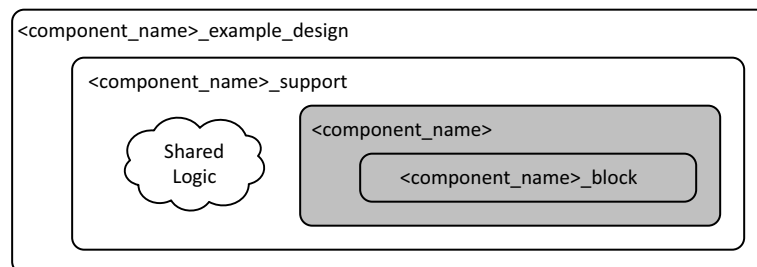 <component_name>_example_design
<component_name>_support
Shared
Logic
<component_name>
<component_name>_block